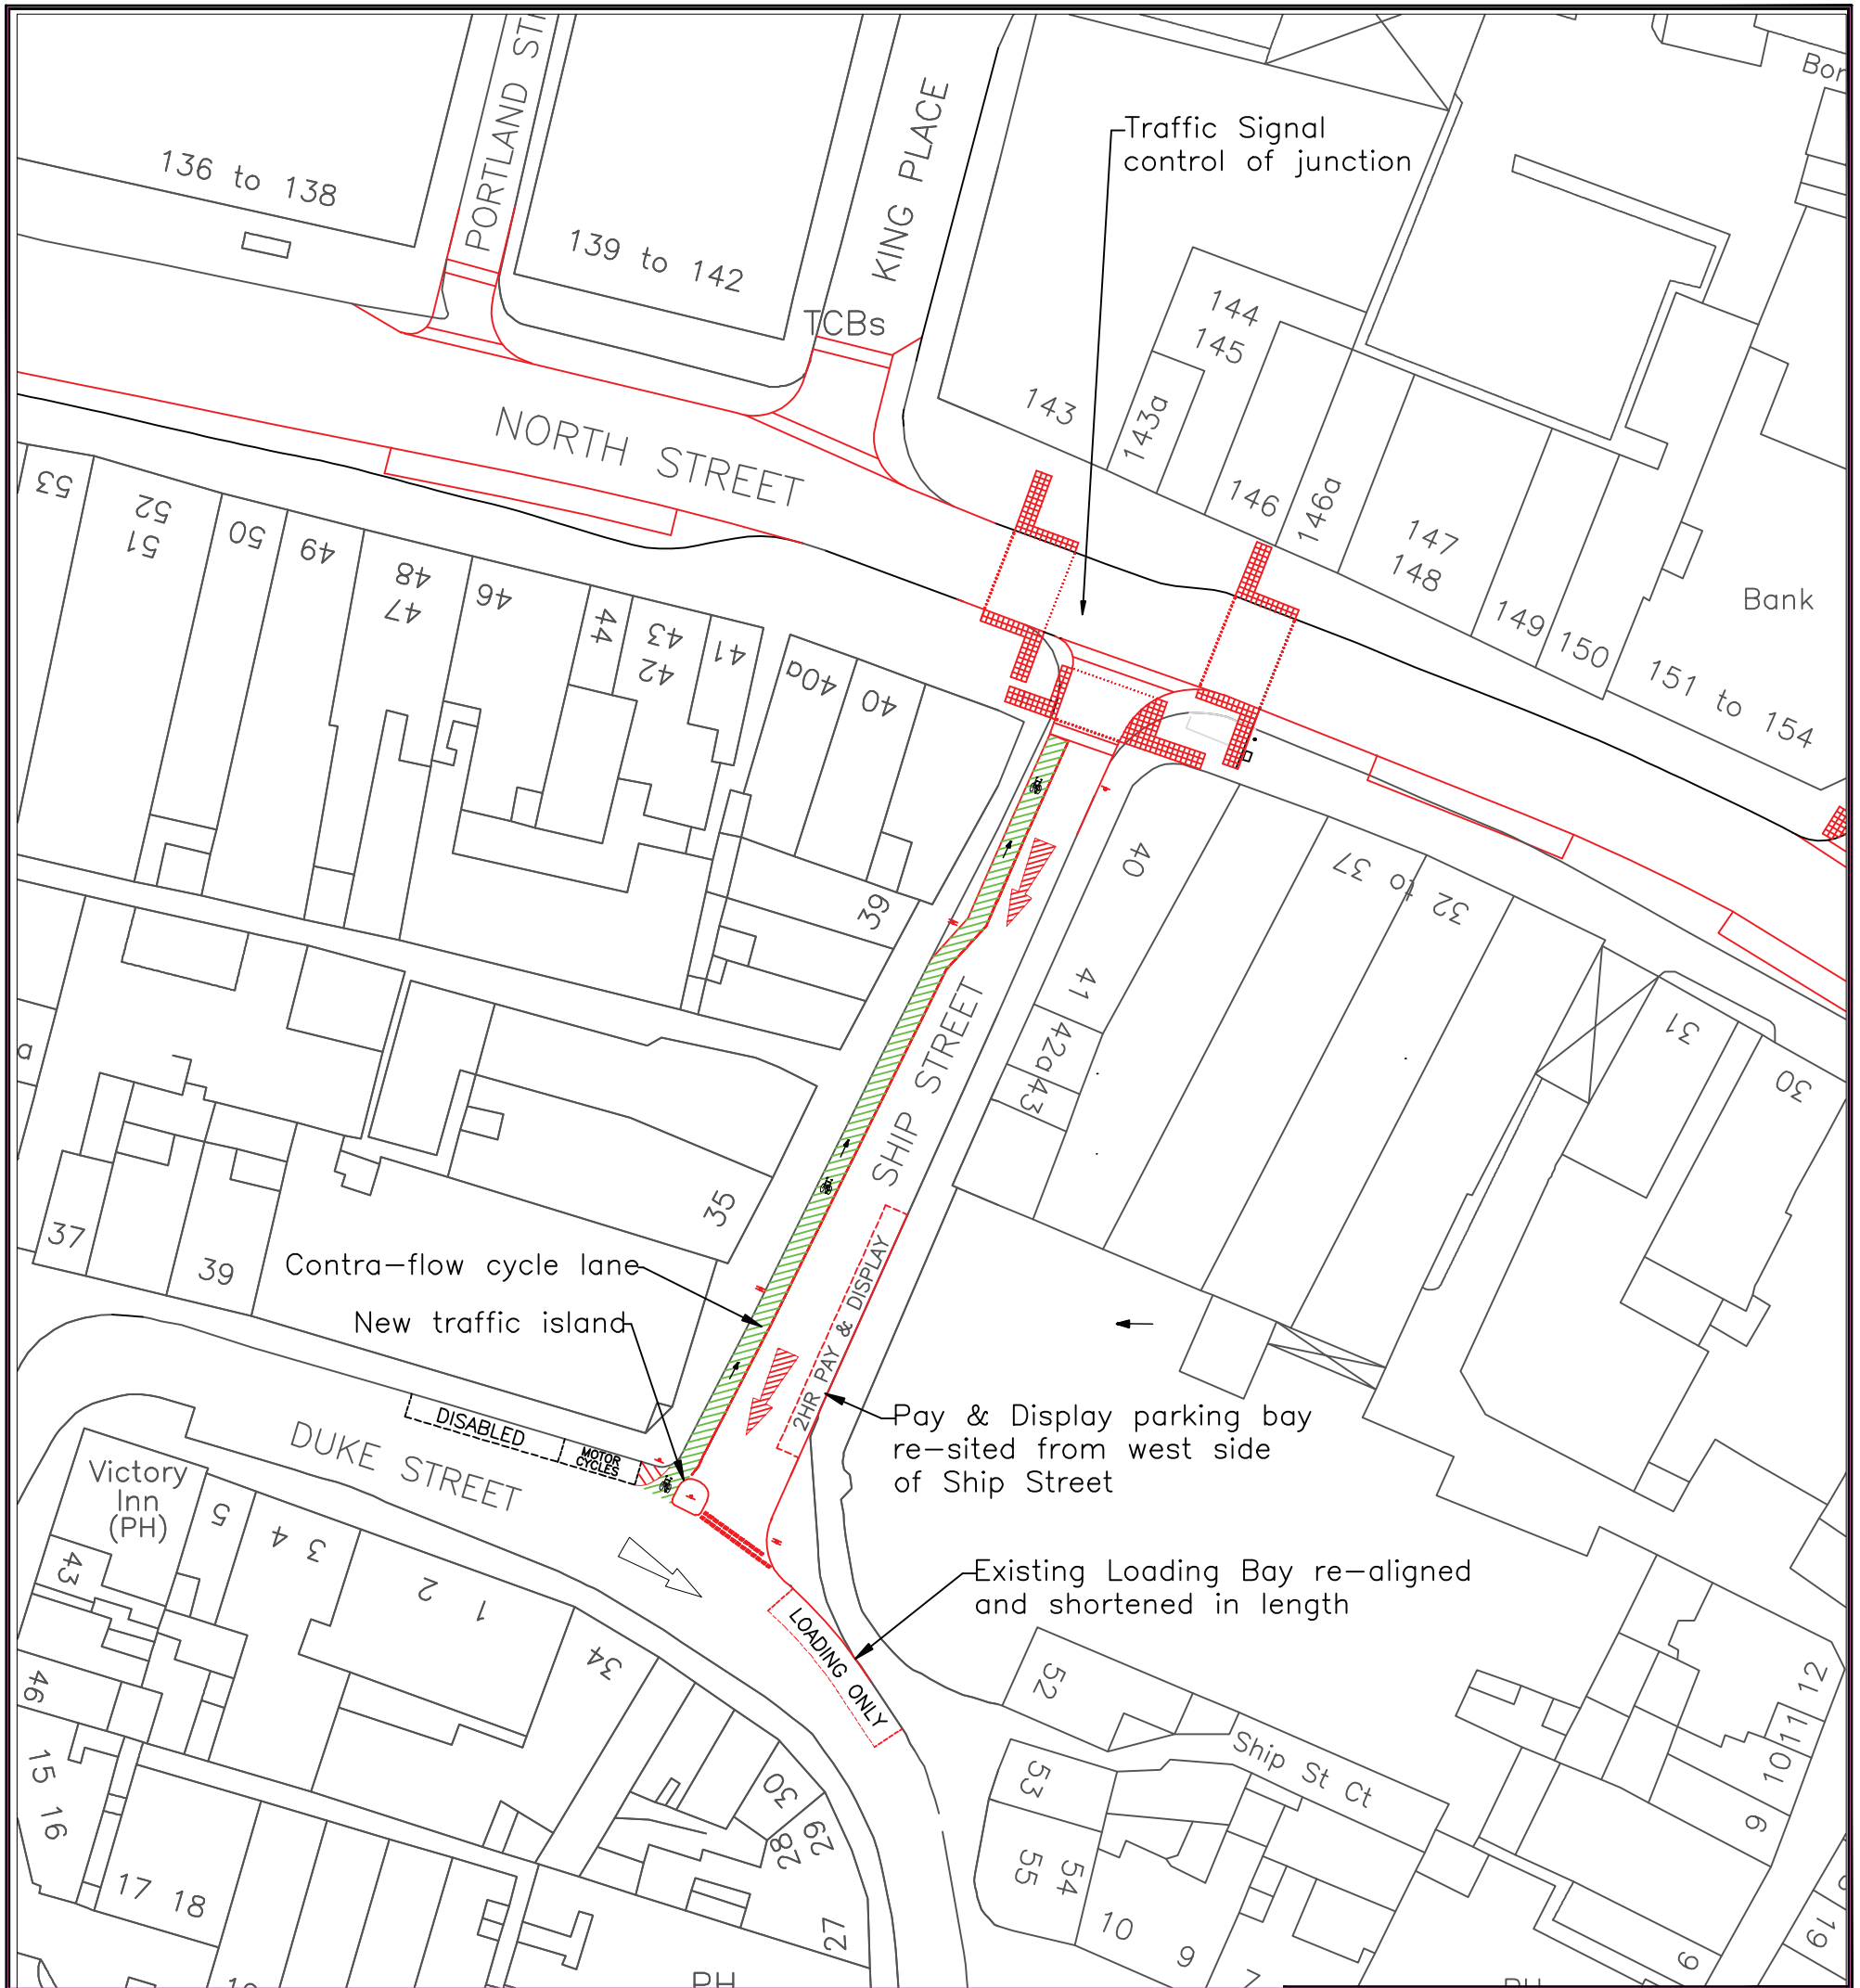 PORTLAND
KING PLACE
Traffic Signal
control of junction
136 to 138
139 to 142
TCBs
144
145
143
143a
146
146a
147
148
149
150
Bank
151 to 154
NORTH STREET
53
52
51
50
49
48
47
46
44
43
42
41
40a
40
39
40
32 to 37
31
30
41
42a
43
SHIP STREET
35
37
39
Contra-flow cycle lane
New traffic island
2HR PAY & DISPLAY
Pay & Display parking bay
re-sited from west side
of Ship Street
DISABLED
MOTOR
CYCLES
DUKE STREET
Victory
Inn
(PH)
5
4
3
2
1
43
34
46
Existing Loading Bay re-aligned
and shortened in length
LOADING ONLY
52
Ship St Ct
53
54
55
12
11
10
9
15
16
17
18
30
29
28
27
10
9
7
9
19
PH